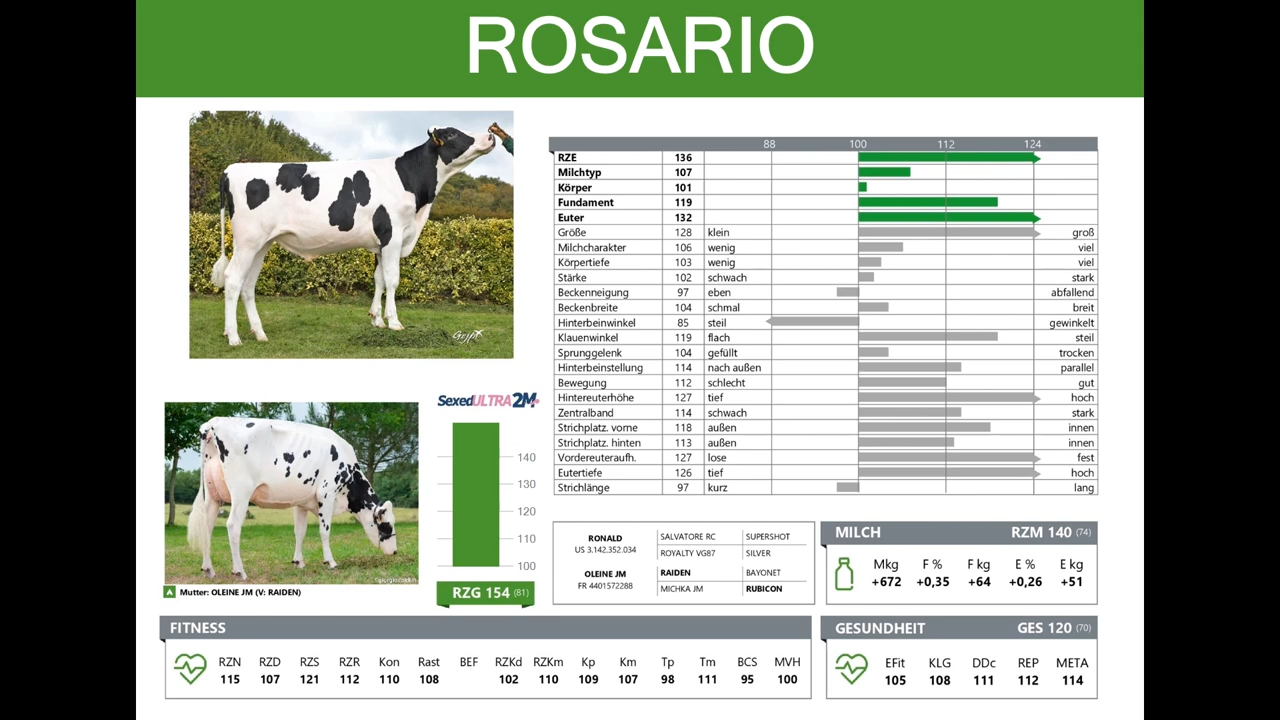 ROSARIO
88 100 112 124
RZE 136
Milchtyp 107
Körper 101
Fundament 119
Euter 132
Größe 128 klein groß
Milchcharakter 106 wenig viel
Körpertiefe 103 wenig viel
Stärke 102 schwach stark
Beckenneigung 97 eben abfallend
Beckenbreite 104 schmal breit
Hinterbeinwinkel 85 steil gewinkelt
Klauenwinkel 119 flach steil
Sprunggelenk 104 gefüllt trocken
Hinterbeinstellung 114 nach außen parallel
Bewegung 112 schlecht gut
Hintereuterhöhe 127 tief hoch
Zentralband 114 schwach stark
Strichplatz. vorne 118 außen innen
Strichplatz. hinten 113 außen innen
Vordereuteraufh. 127 lose fest
Eutertiefe 126 tief hoch
Strichlänge 97 kurz lang
SexedULTRA2M
140
130
120
110
100
RZG 154 (81)
Mutter: OLEINE JM (V: RAIDEN)
RONALD SALVATORE RC SUPERSHOT
US 3.142.352.034 ROYALTY VG87 SILVER
OLEINE JM RAIDEN BAYONET
FR 4401572288 MICHKA JM RUBICON
MILCH RZM 140 (74)
Mkg F % F kg E % E kg
+672 +0,35 +64 +0,26 +51
FITNESS
RZN RZD RZS RZR Kon Rast BEF RZKd RZKm Kp Km Tp Tm BCS MVH
115 107 121 112 110 108 102 110 109 107 98 111 95 100
GESUNDHEIT GES 120 (70)
EFit KLG DDc REP META
105 108 111 112 114